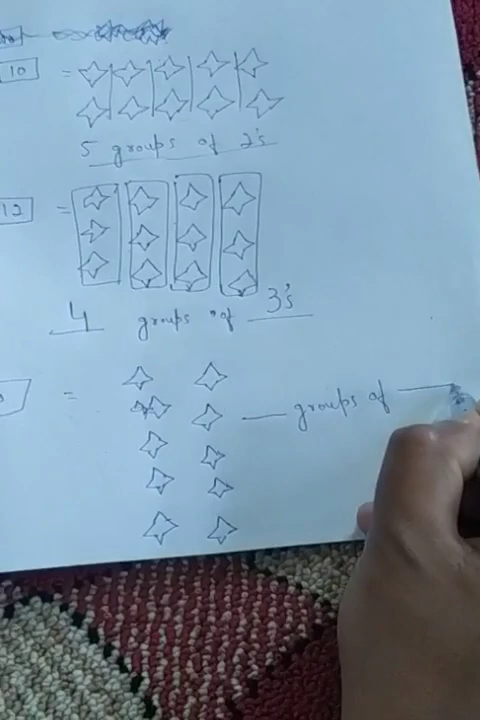 10 =
5 groups of 2's
12 =
4 groups of 3's
=
groups of